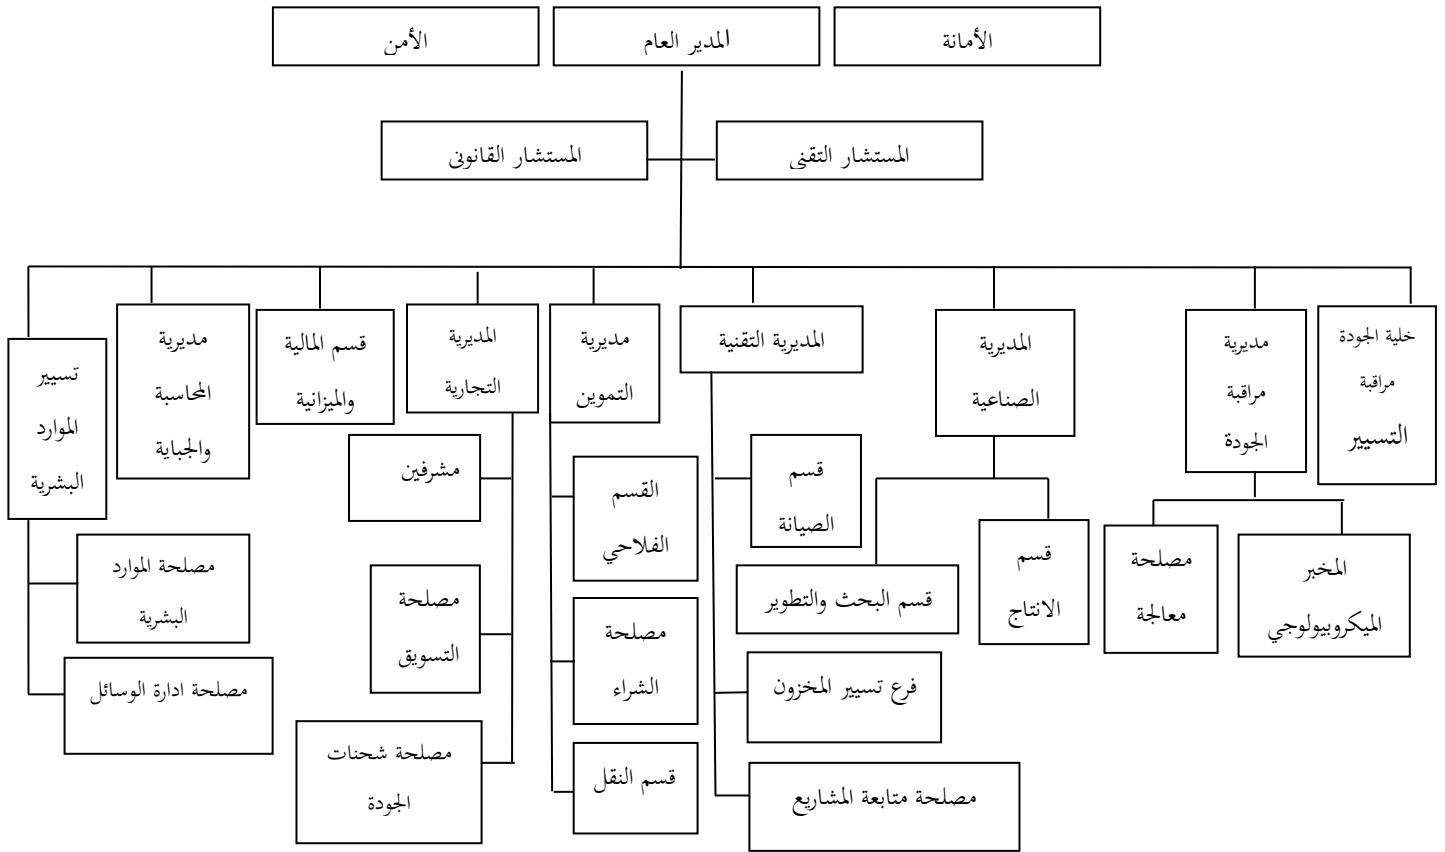 الأمانة
المدير العام
الأمن
المستشار التقني
المستشار القانوني
خلية الجودة
مراقبة
التسيير
مديرية
مراقبة
الجودة
المديرية
الصناعية
المديرية التقنية
مديرية
التموين
المديرية
التجارية
قسم المالية
والميزانية
مديرية
المحاسبة
والجباية
تسيير
الموارد
البشرية
المخبر
الميكروبيولوجي
مصلحة
معالجة
قسم
الانتاج
قسم البحث والتطوير
قسم
الصيانة
فرع تسيير المخزون
مصلحة متابعة المشاريع
القسم
الفلاحي
مصلحة
الشراء
قسم النقل
مشرفين
مصلحة
التسويق
مصلحة شحنات
الجودة
مصلحة الموارد
البشرية
مصلحة ادارة الوسائل